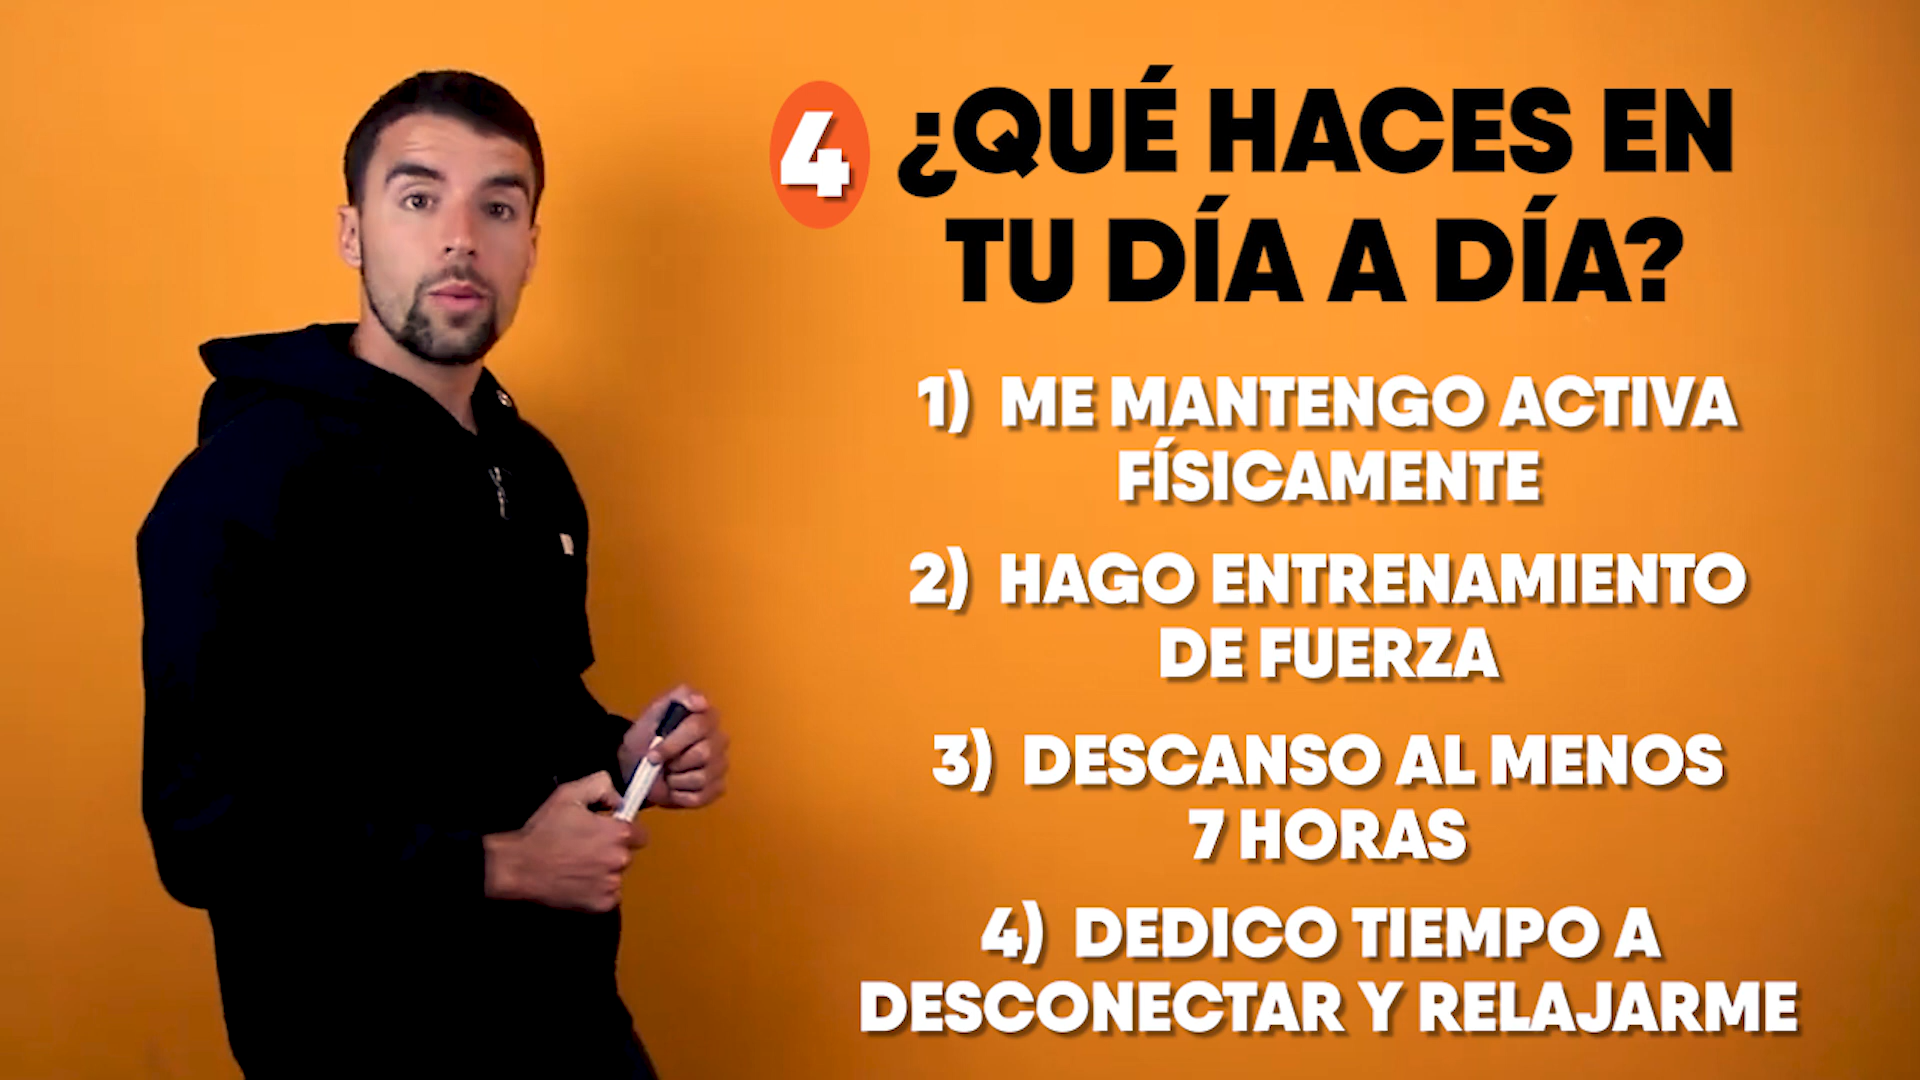 4 ¿QUÉ HACES EN
TU DÍA A DÍA?
1) ME MANTENGO ACTIVA
FÍSICAMENTE
2) HAGO ENTRENAMIENTO
DE FUERZA
3) DESCANSO AL MENOS
7 HORAS
4) DEDICO TIEMPO A
DESCONECTAR Y RELAJARME